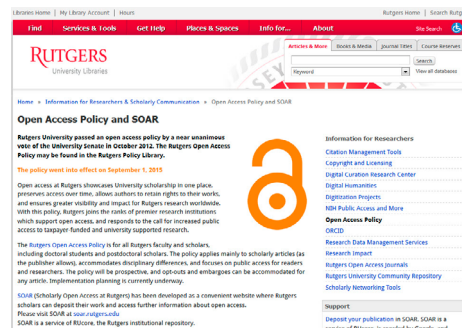 Libraries Home | My Library Account | Hours
Rutgers Home | Search Rutg
Find Services & Tools Get Help Places & Spaces Info for... About Site Search
RUTGERS
University Libraries
Articles & More Books & Media Journal Titles Course Reserves
Search
Keyword View all databases
Home » Information for Researchers & Scholarly Communication » Open Access Policy and SOAR
Open Access Policy and SOAR
Rutgers University passed an open access policy by a near unanimous
vote of the University Senate in October 2012. The Rutgers Open Access
Policy may be found in the Rutgers Policy Library.
The policy went into effect on September 1, 2015
Open access at Rutgers showcases University scholarship in one place,
preserves access over time, allows authors to retain rights to their works,
and ensures greater visibility and impact for Rutgers research worldwide.
With this policy, Rutgers joins the ranks of premier research institutions
which support open access, and responds to the call for increased public
access to taxpayer-funded and university supported research.
The Rutgers Open Access Policy is for all Rutgers faculty and scholars,
including doctoral students and postdoctoral scholars. The policy applies mainly to scholarly articles (as
the publisher allows), accommodates disciplinary differences, and focuses on public access for readers
and researchers. The policy will be prospective, and opt-outs and embargoes can be accommodated for
any article. Implementation planning is currently underway.
SOAR (Scholarly Open Access at Rutgers) has been developed as a convenient website where Rutgers
scholars can deposit their work and access further information about open access.
Please visit SOAR at soar.rutgers.edu
SOAR is a service of RUcore, the Rutgers institutional repository.
Information for Researchers
Citation Management Tools
Copyright and Licensing
Digital Curation Research Center
Digital Humanities
Digitization Projects
NIH Public Access and More
Open Access Policy
ORCID
Research Data Management Services
Research Impact
Rutgers Open Access Journals
Rutgers University Community Repository
Scholarly Networking Tools
Support
Deposit your publication in SOAR. SOAR is a